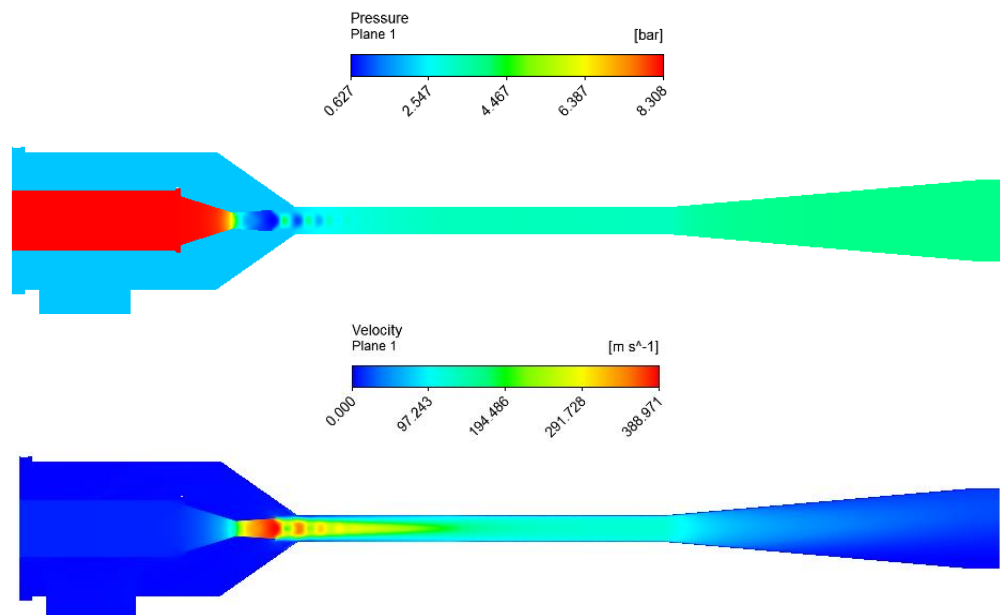 Pressure
Plane 1 [bar]
0.627 2.547 4.467 6.387 8.308
Velocity
Plane 1 [m s^-1]
0.000 97.243 194.486 291.728 388.971